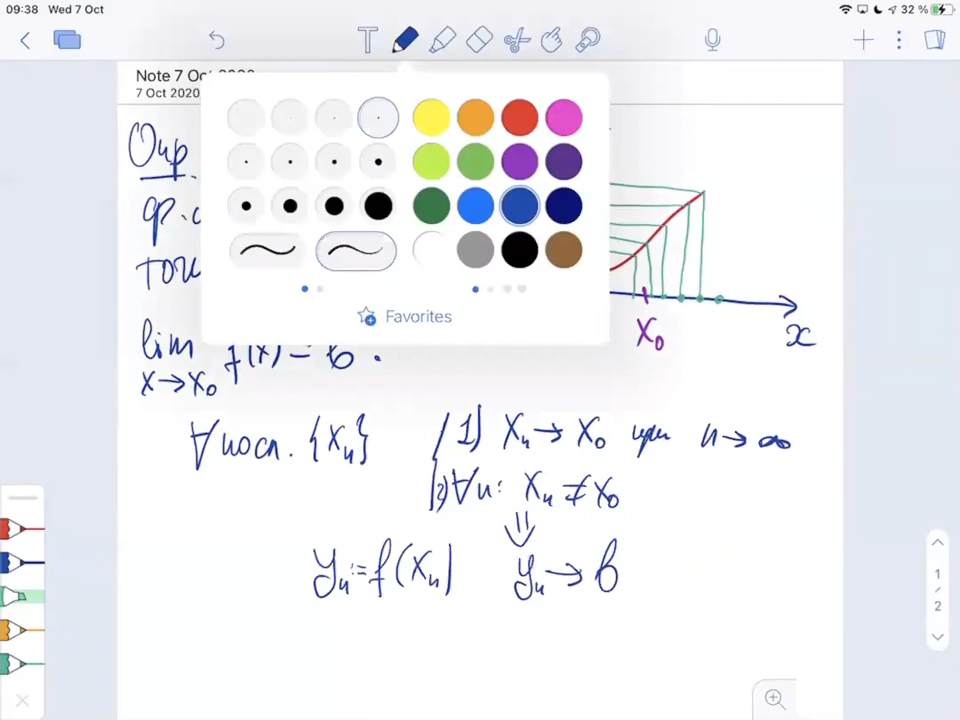 09:38 Wed 7 Oct 32 %
T
Note 7 Oct 2020
7 Oct 2020
Favorites
Опр.
x₀
x
lim f(x) = b.
x→x₀
∀ посл. {xₙ} 1) xₙ → x₀ при n → ∞
2) ∀n: xₙ ≠ x₀
⇓
yₙ := f(xₙ) yₙ → b
1
/
2